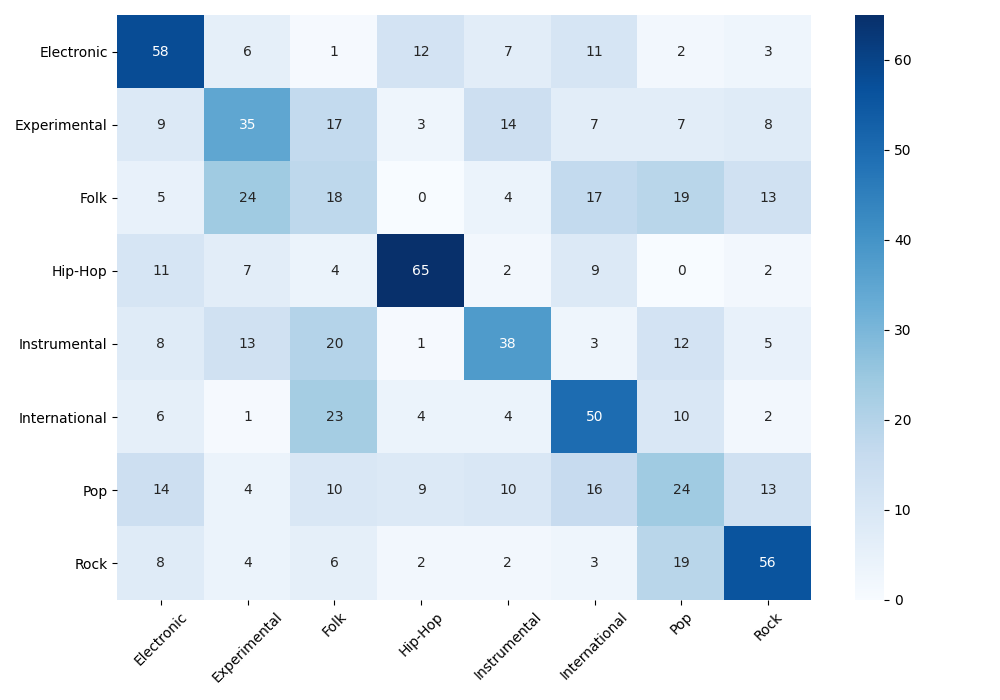 Electronic 58 6 1 12 7 11 2 3
Experimental 9 35 17 3 14 7 7 8
Folk 5 24 18 0 4 17 19 13
Hip-Hop 11 7 4 65 2 9 0 2
Instrumental 8 13 20 1 38 3 12 5
International 6 1 23 4 4 50 10 2
Pop 14 4 10 9 10 16 24 13
Rock 8 4 6 2 2 3 19 56
Electronic Experimental Folk Hip-Hop Instrumental International Pop Rock
60
50
40
30
20
10
0